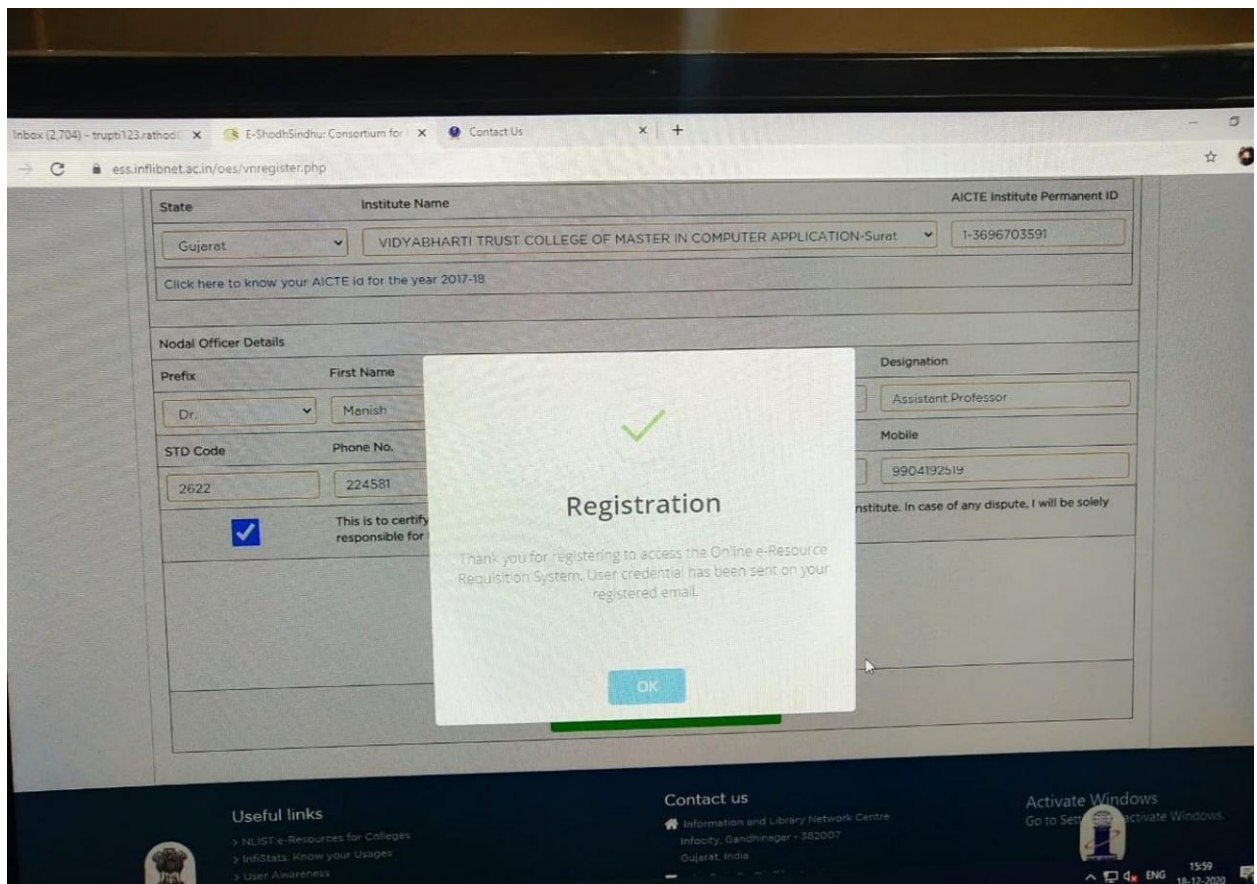 Inbox (2,704) - trupti123.rathod
E-ShodhSindhu: Consortium for
Contact Us
ess.inflibnet.ac.in/oes/vnregister.php
State Institute Name AICTE Institute Permanent ID
Gujarat VIDYABHARTI TRUST COLLEGE OF MASTER IN COMPUTER APPLICATION-Surat 1-3696703591
Click here to know your AICTE id for the year 2017-18
Nodal Officer Details
Prefix First Name Designation
Dr. Manish Assistant Professor
STD Code Phone No. Mobile
2622 224581 9904192519
This is to certify nstitute. In case of any dispute, I will be solely
responsible for
Registration
Thank you for registering to access the Online e-Resource
Requisition System. User credential has been sent on your
registered email.
OK
Useful links
> NLIST:e-Resources for Colleges
> InfiStats: Know your Usages
> User Awareness
Contact us
Information and Library Network Centre
Infocity, Gandhinagar - 382007
Gujarat, India
Activate Windows
Go to Sett activate Windows.
ENG 15:59
18-12-2020